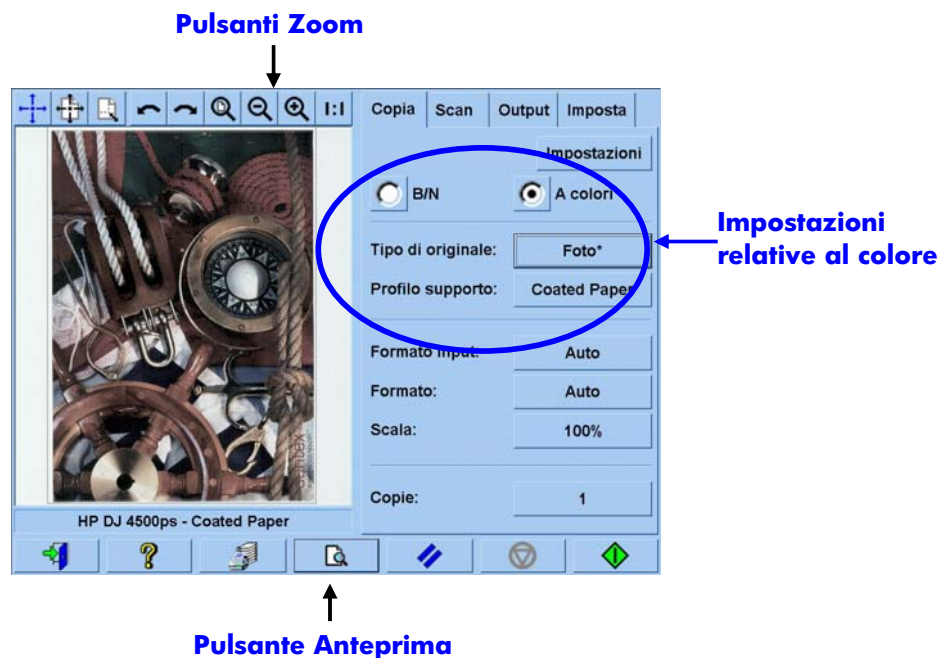 Pulsanti Zoom
1:1
Copia Scan Output Imposta
Impostazioni
B/N A colori
Tipo di originale: Foto*
Profilo supporto: Coated Paper
Impostazioni
relative al colore
Formato input: Auto
Formato: Auto
Scala: 100%
Copie: 1
HP DJ 4500ps - Coated Paper
Pulsante Anteprima